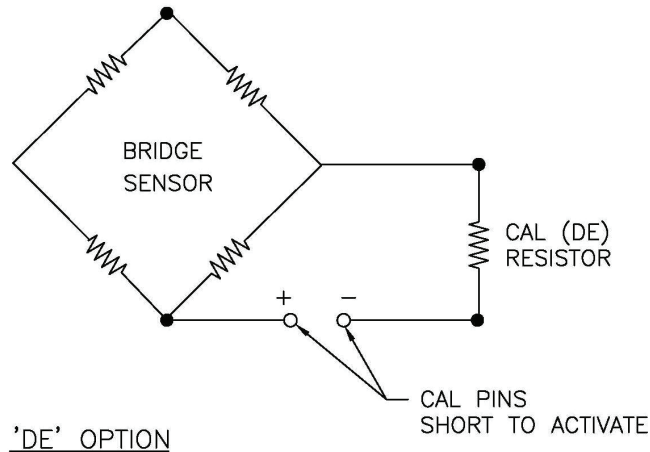 BRIDGE
SENSOR
CAL (DE)
RESISTOR
+ −
CAL PINS
SHORT TO ACTIVATE
'DE' OPTION